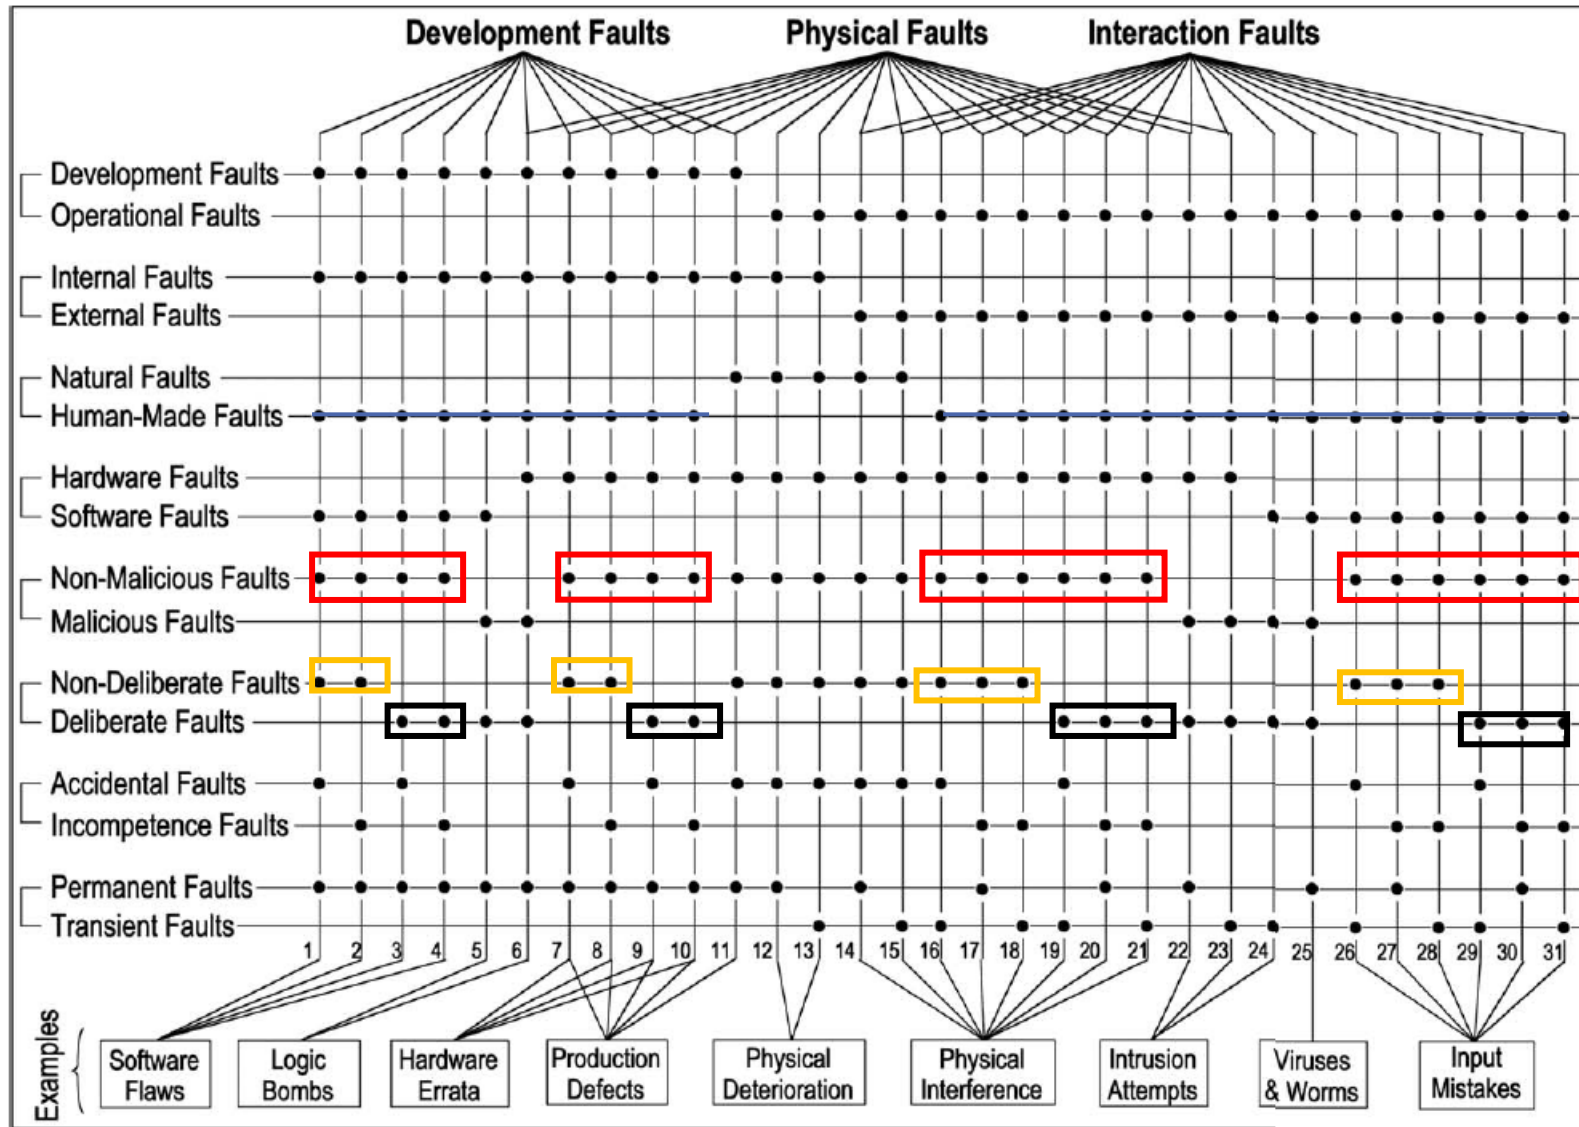 Development Faults Physical Faults Interaction Faults
Development Faults
Operational Faults
Internal Faults
External Faults
Natural Faults
Human-Made Faults
Hardware Faults
Software Faults
Non-Malicious Faults
Malicious Faults
Non-Deliberate Faults
Deliberate Faults
Accidental Faults
Incompetence Faults
Permanent Faults
Transient Faults
1 2 3 4 5 6 7 8 9 10 11 12 13 14 15 16 17 18 19 20 21 22 23 24 25 26 27 28 29 30 31
Examples
Software
Flaws
Logic
Bombs
Hardware
Errata
Production
Defects
Physical
Deterioration
Physical
Interference
Intrusion
Attempts
Viruses
& Worms
Input
Mistakes